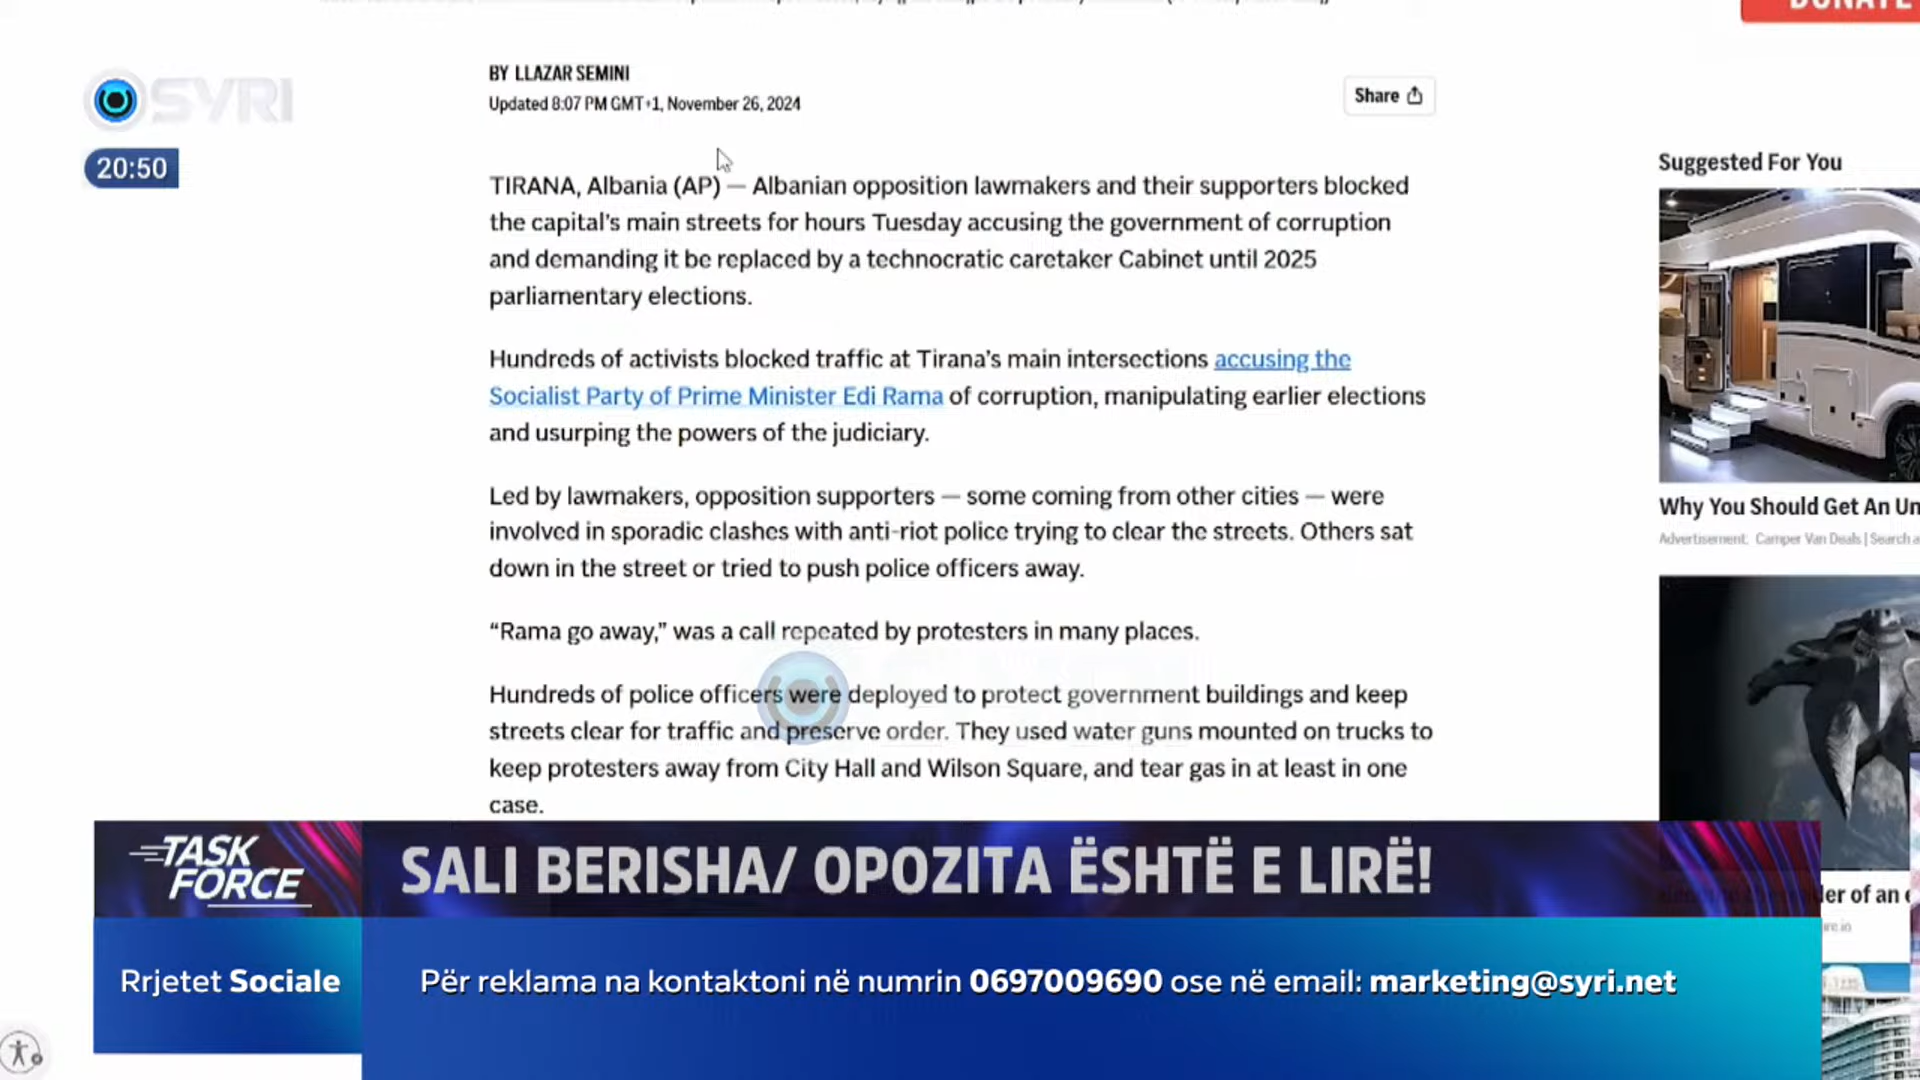 DONATE
BY LLAZAR SEMINI
Updated 8:07 PM GMT+1, November 26, 2024
Share
SYRI
20:50
TIRANA, Albania (AP) — Albanian opposition lawmakers and their supporters blocked
the capital's main streets for hours Tuesday accusing the government of corruption
and demanding it be replaced by a technocratic caretaker Cabinet until 2025
parliamentary elections.
Hundreds of activists blocked traffic at Tirana's main intersections accusing the
Socialist Party of Prime Minister Edi Rama of corruption, manipulating earlier elections
and usurping the powers of the judiciary.
Led by lawmakers, opposition supporters — some coming from other cities — were
involved in sporadic clashes with anti-riot police trying to clear the streets. Others sat
down in the street or tried to push police officers away.
“Rama go away,” was a call repeated by protesters in many places.
Hundreds of police officers were deployed to protect government buildings and keep
streets clear for traffic and preserve order. They used water guns mounted on trucks to
keep protesters away from City Hall and Wilson Square, and tear gas in at least in one
case.
Suggested For You
Why You Should Get An Un
Advertisement: Camper Van Deals | Search a
der of an
TASK
FORCE
SALI BERISHA/ OPOZITA ËSHTË E LIRË!
Rrjetet Sociale
Për reklama na kontaktoni në numrin 0697009690 ose në email: marketing@syri.net